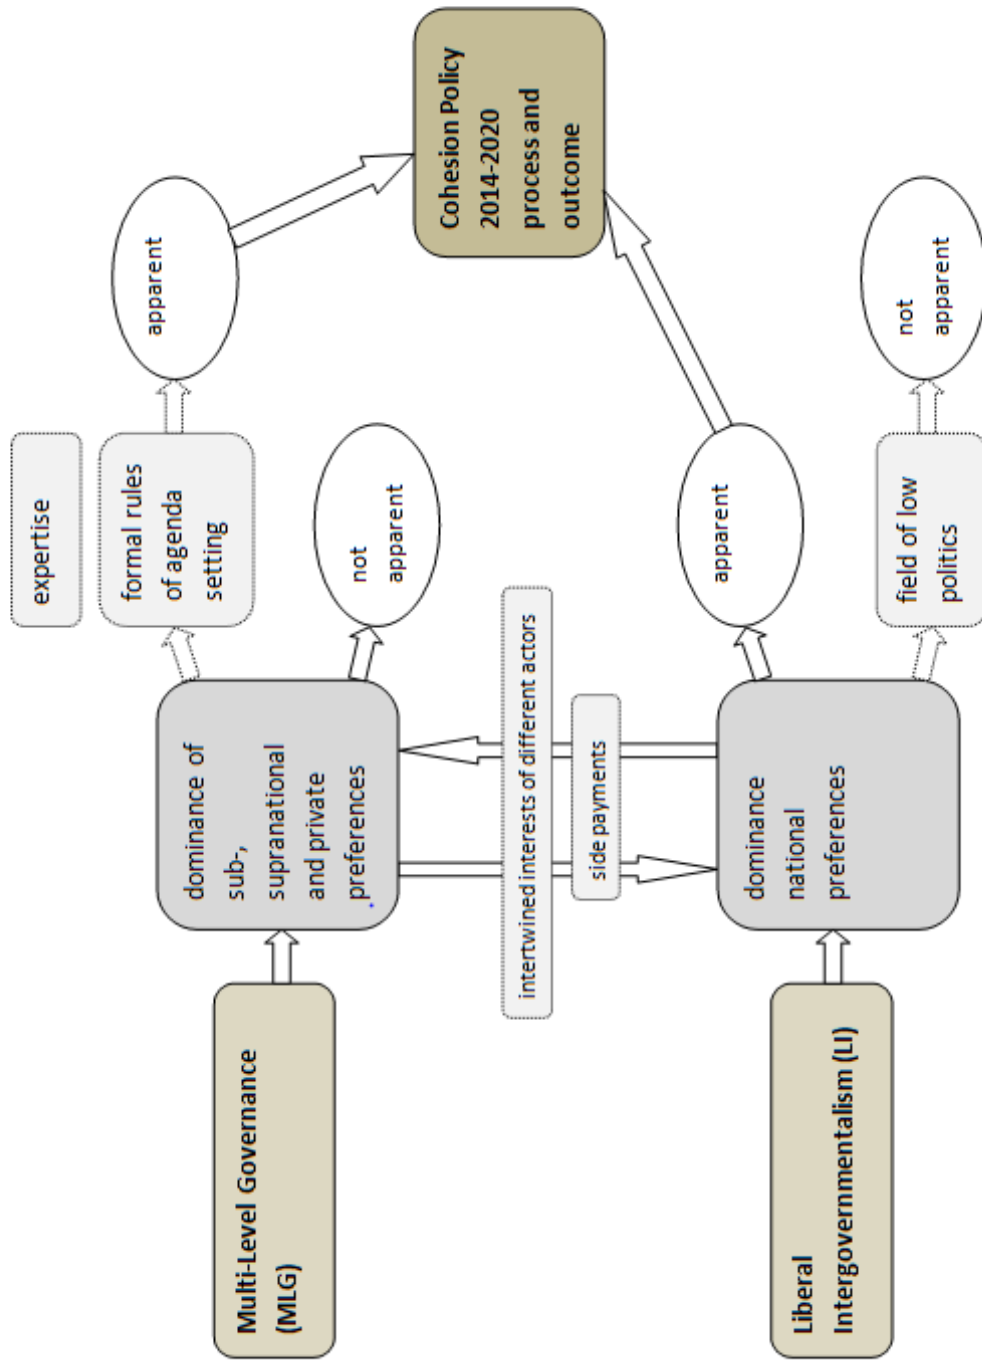 Multi-Level Governance
(MLG)
dominance of
sub-,
supranational
and private
preferences
expertise
formal rules
of agenda
setting
apparent
not
apparent
intertwined interests of different actors
side payments
Cohesion Policy
2014-2020
process and
outcome
Liberal
Intergovernmentalism (LI)
dominance
national
preferences
apparent
field of low
politics
not
apparent